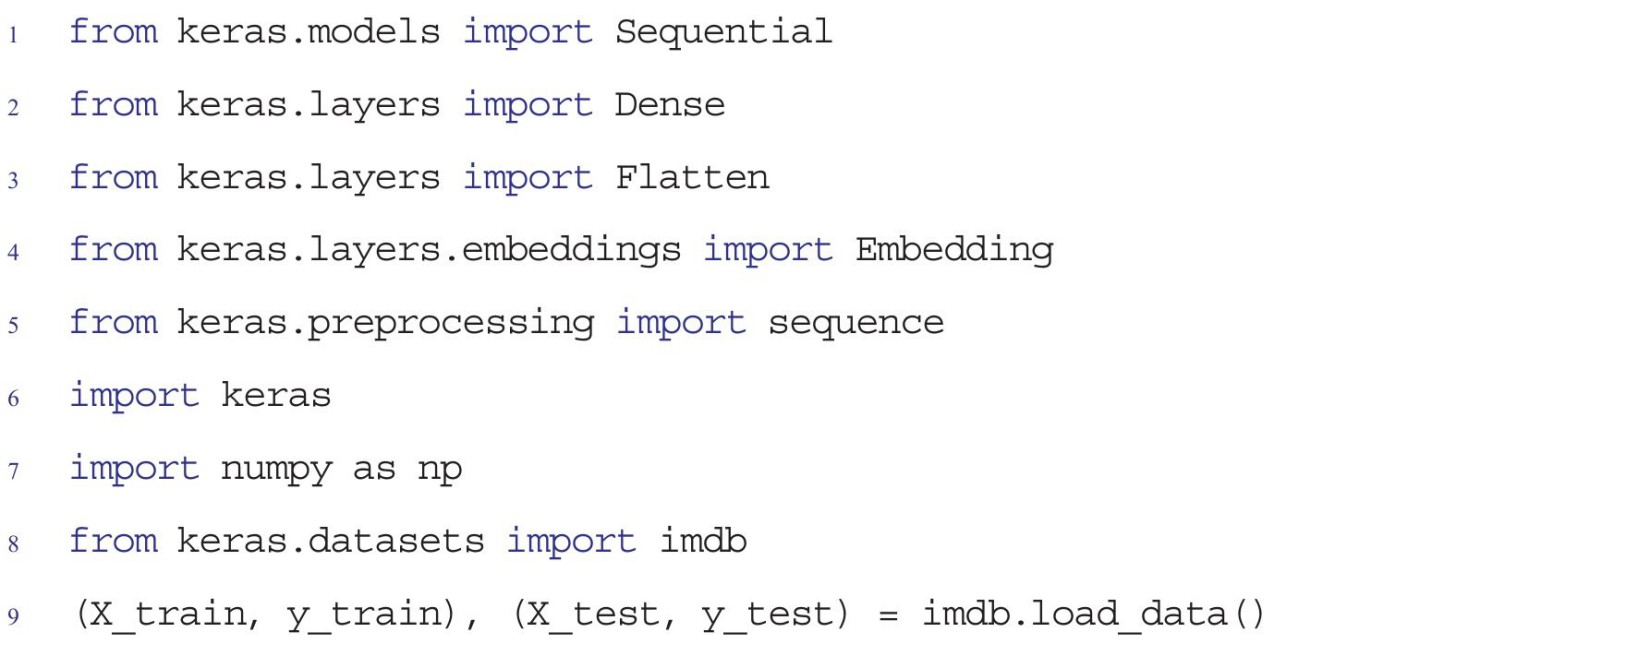 1 from keras.models import Sequential
2 from keras.layers import Dense
3 from keras.layers import Flatten
4 from keras.layers.embeddings import Embedding
5 from keras.preprocessing import sequence
6 import keras
7 import numpy as np
8 from keras.datasets import imdb
9 (X_train, y_train), (X_test, y_test) = imdb.load_data()